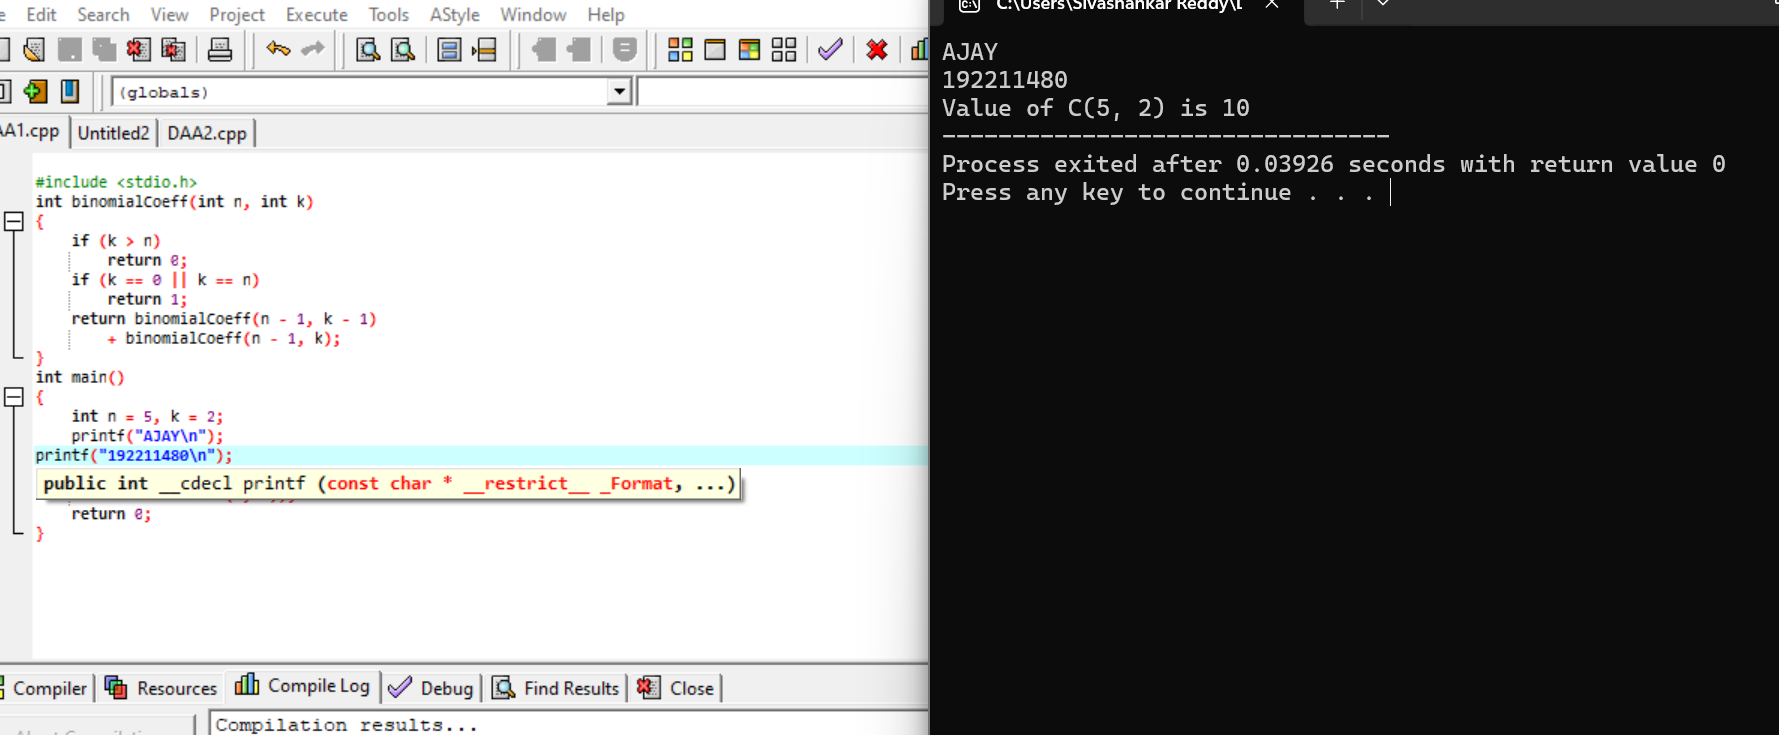 Edit Search View Project Execute Tools AStyle Window Help
(globals)
AA1.cpp Untitled2 DAA2.cpp
#include <stdio.h>
int binomialCoeff(int n, int k)
{
if (k > n)
return 0;
if (k == 0 || k == n)
return 1;
return binomialCoeff(n - 1, k - 1)
+ binomialCoeff(n - 1, k);
}
int main()
{
int n = 5, k = 2;
printf("AJAY\n");
printf("192211480\n");
public int __cdecl printf (const char * __restrict__ _Format, ...)
return 0;
}
Compiler Resources Compile Log Debug Find Results Close
Compilation results...
C:\Users\Sivashankar Reddy\
AJAY
192211480
Value of C(5, 2) is 10
--------------------------------
Process exited after 0.03926 seconds with return value 0
Press any key to continue . . .